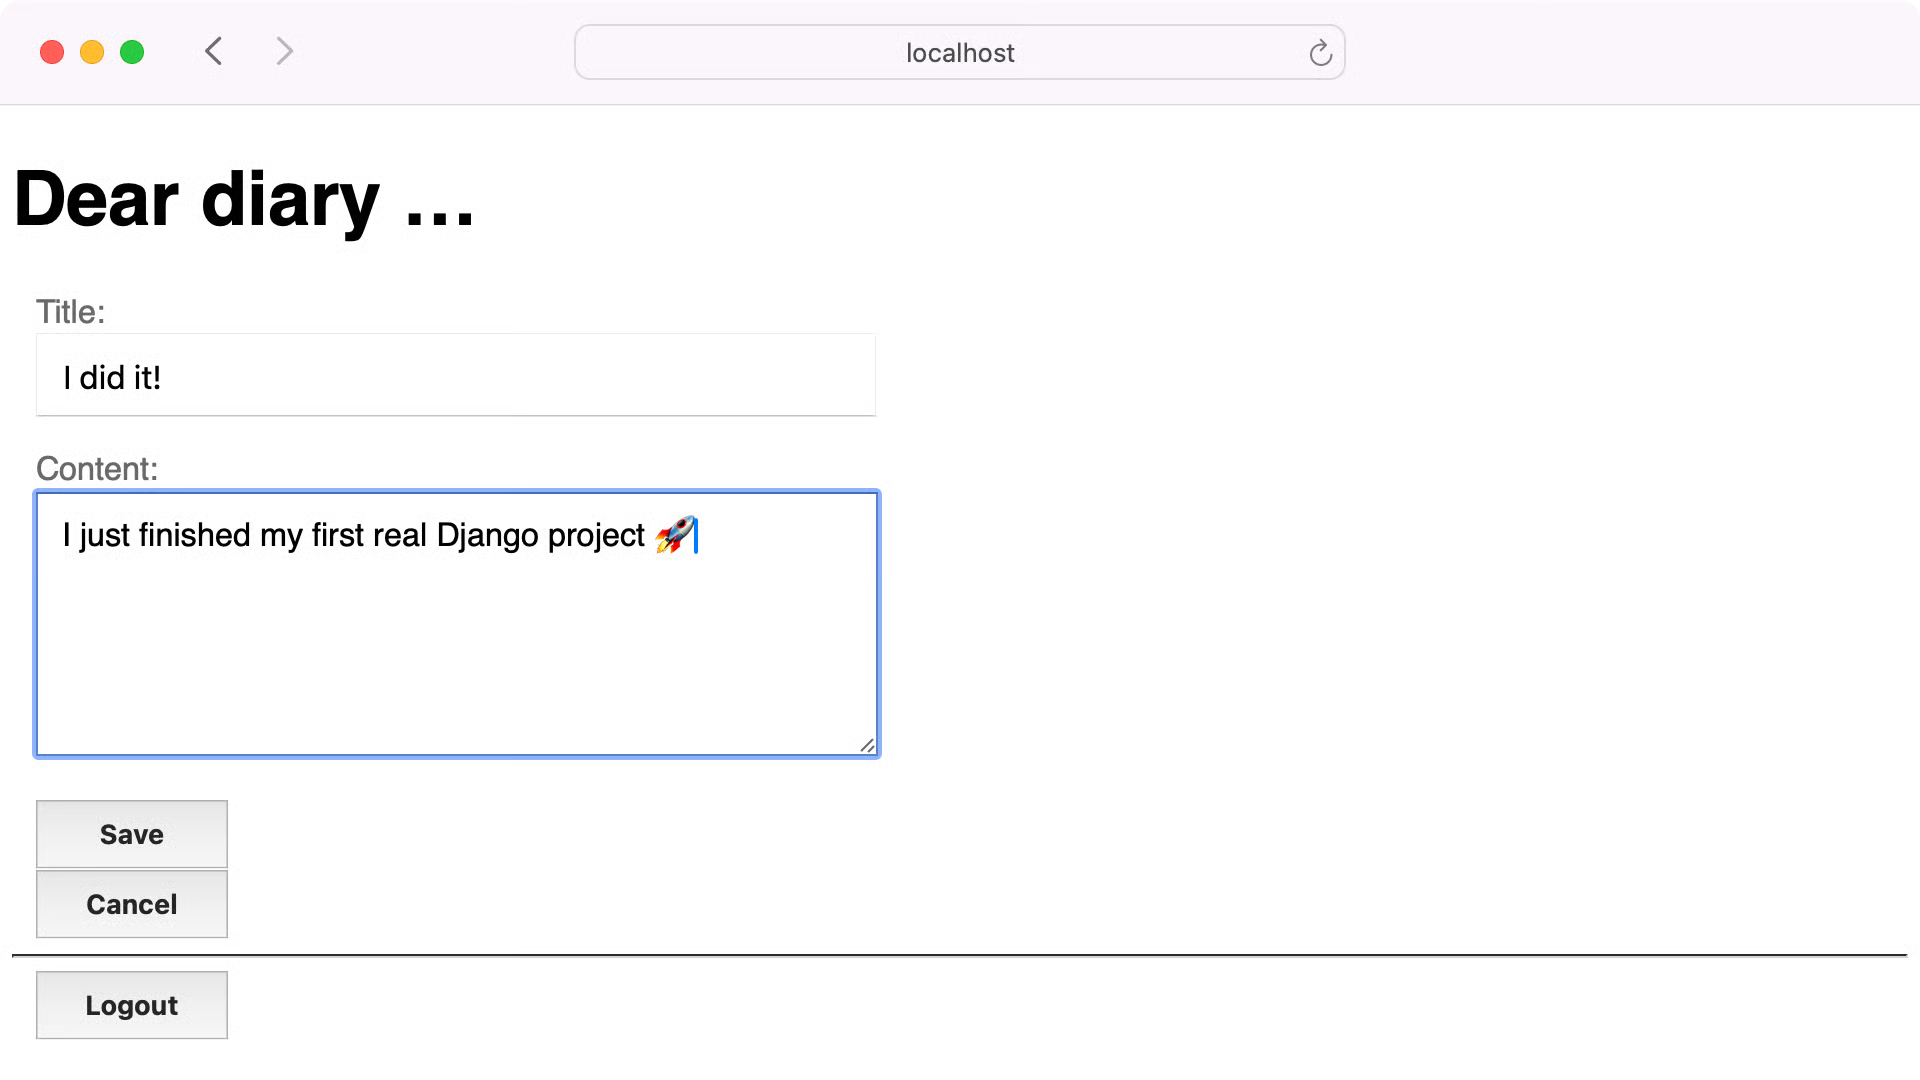 localhost
Dear diary ...
Title:
I did it!
Content:
I just finished my first real Django project 🚀
Save
Cancel
Logout